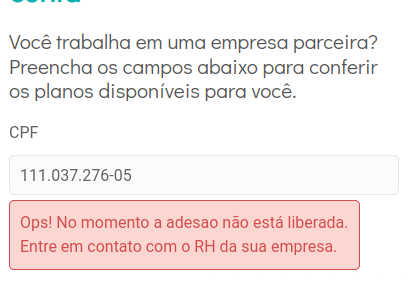 Você trabalha em uma empresa parceira?
Preencha os campos abaixo para conferir
os planos disponíveis para você.
CPF
111.037.276-05
Ops! No momento a adesao não está liberada.
Entre em contato com o RH da sua empresa.